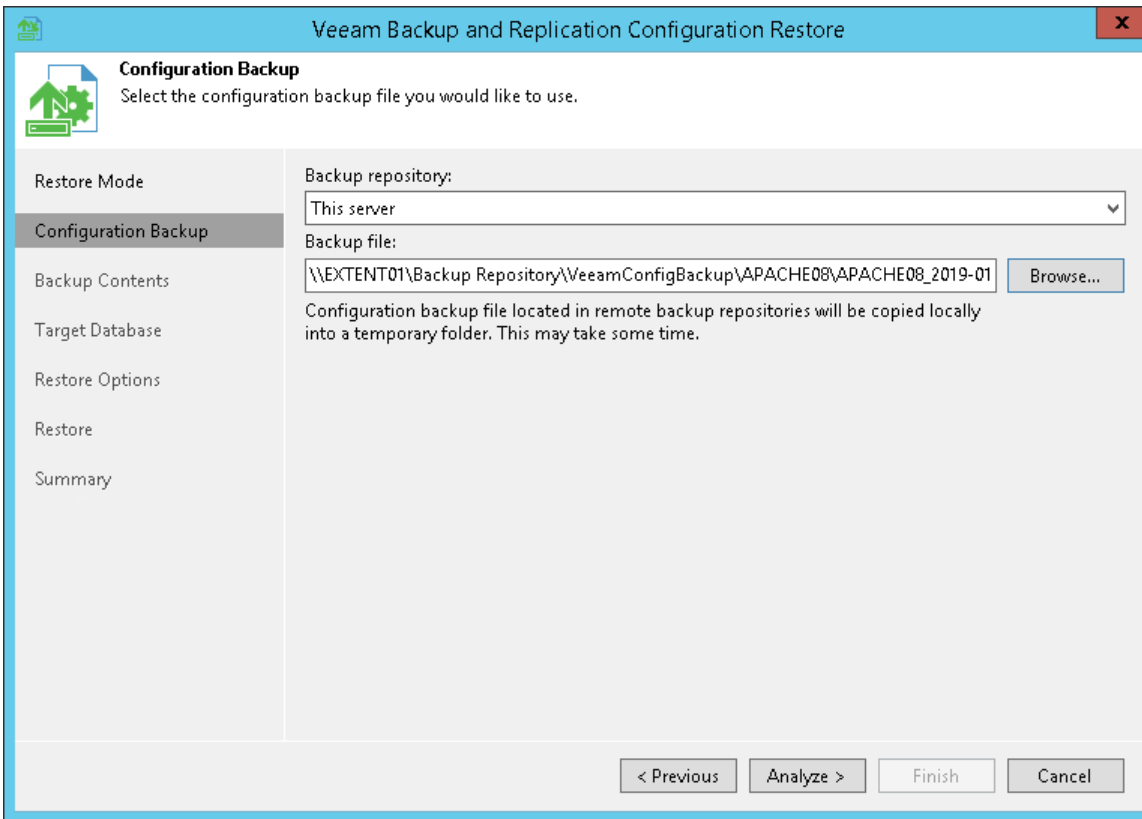 Veeam Backup and Replication Configuration Restore
x
Configuration Backup
Select the configuration backup file you would like to use.
Restore Mode
Configuration Backup
Backup Contents
Target Database
Restore Options
Restore
Summary
Backup repository:
This server
Backup file:
\\EXTENT01\Backup Repository\VeeamConfigBackup\APACHE08\APACHE08_2019-01
Browse...
Configuration backup file located in remote backup repositories will be copied locally
into a temporary folder. This may take some time.
< Previous
Analyze >
Finish
Cancel